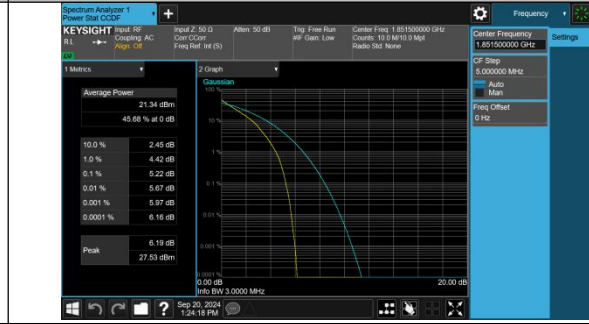 Spectrum Analyzer 1
Power Stat CCDF
Frequency
KEYSIGHT
RL
Input: RF
Coupling: AC
Align: Off
Input Z: 50 Ω
Corr CCorr
Freq Ref: Int (S)
Atten: 50 dB
Trig: Free Run
#IF Gain: Low
Center Freq: 1.851500000 GHz
Counts: 10.0 M/10.0 Mpt
Radio Std: None
Center Frequency
1.851500000 GHz
Settings
CF Step
5.000000 MHz
Auto
Man
Freq Offset
0 Hz
1 Metrics
Average Power
21.34 dBm
45.68 % at 0 dB
10.0 % 2.45 dB
1.0 % 4.42 dB
0.1 % 5.22 dB
0.01 % 5.67 dB
0.001 % 5.97 dB
0.0001 % 6.16 dB
Peak 6.19 dB
27.53 dBm
2 Graph
Gaussian
100 %
10 %
1 %
0.1 %
0.01 %
0.001 %
0.0001 %
0.00 dB 20.00 dB
Info BW 3.0000 MHz
Sep 20, 2024
1:24:18 PM